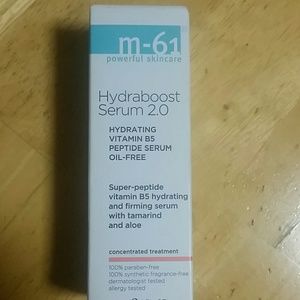 m-61
powerful skincare
Hydraboost
Serum 2.0
HYDRATING
VITAMIN B5
PEPTIDE SERUM
OIL-FREE
Super-peptide
vitamin B5 hydrating
and firming serum
with tamarind
and aloe
concentrated treatment
100% paraben-free
100% synthetic fragrance-free
dermatologist tested
allergy tested